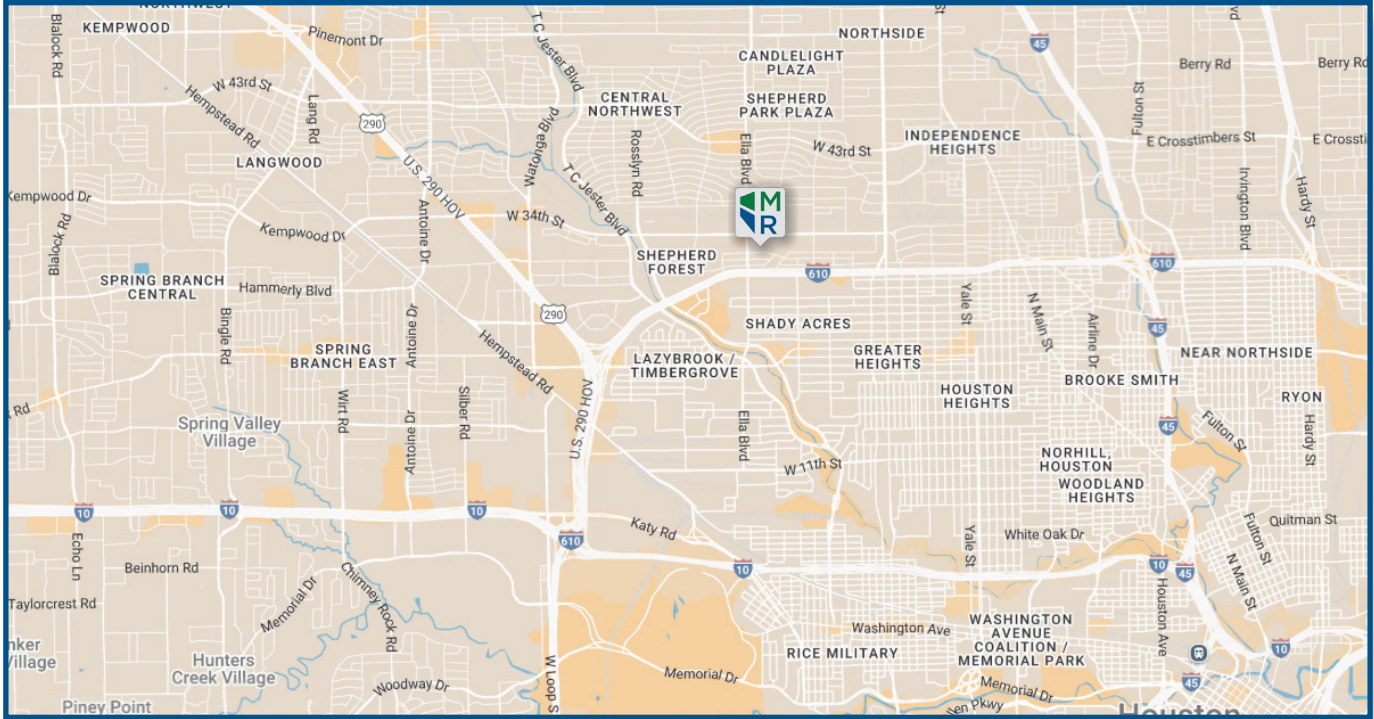 KEMPWOOD
Blalock Rd
Pinemont Dr
T C Jester Blvd
NORTHSIDE
45
CANDLELIGHT
PLAZA
Berry Rd
Berry Rd
W 43rd St
Hempstead Rd
Lang Rd
290
CENTRAL
NORTHWEST
SHEPHERD
PARK PLAZA
Fulton St
Watonga Blvd
Rosslyn Rd
Ella Blvd
W 43rd St
INDEPENDENCE
HEIGHTS
E Crosstimbers St
E Crossti
LANGWOOD
U.S. 290 HOV
T C Jester Blvd
Irvington Blvd
Hardy St
Kempwood Dr
Blalock Rd
Antoine Dr
W 34th St
M
R
Kempwood Dr
SHEPHERD
FOREST
610
610
SPRING BRANCH
CENTRAL
Hammerly Blvd
Bingle Rd
Antoine Dr
290
Yale St
N Main St
Airline Dr
45
SHADY ACRES
Hempstead Rd
SPRING
BRANCH EAST
LAZYBROOK /
TIMBERGROVE
GREATER
HEIGHTS
NEAR NORTHSIDE
Wirt Rd
Silber Rd
U.S. 290 HOV
HOUSTON
HEIGHTS
BROOKE SMITH
RYON
Rd
Spring Valley
Village
Antoine Dr
Ella Blvd
45
Fulton St
Hardy St
W 11th St
NORHILL,
HOUSTON
WOODLAND
HEIGHTS
10
10
10
Echo Ln
610
Katy Rd
Yale St
White Oak Dr
Fulton St
Quitman St
Beinhorn Rd
10
10
45
N Main St
Chimney Rock Rd
Memorial Dr
Taylorcrest Rd
Houston Ave
nker
Village
Washington Ave
WASHINGTON
AVENUE
COALITION /
MEMORIAL PARK
RICE MILITARY
10
Hunters
Creek Village
W Loop S
Memorial Dr
Memorial Dr
45
Woodway Dr
Piney Point
len Pkwy
Houston